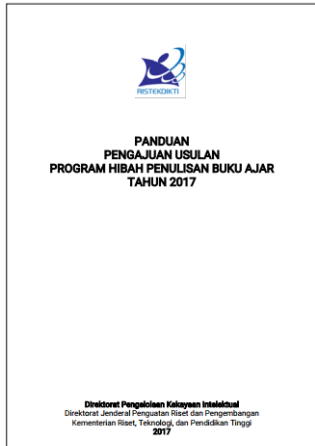 RISTEKDIKTI
PANDUAN
PENGAJUAN USULAN
PROGRAM HIBAH PENULISAN BUKU AJAR
TAHUN 2017
Direktorat Pengelolaan Kekayaan Intelektual
Direktorat Jenderal Penguatan Riset dan Pengembangan
Kementerian Riset, Teknologi, dan Pendidikan Tinggi
2017